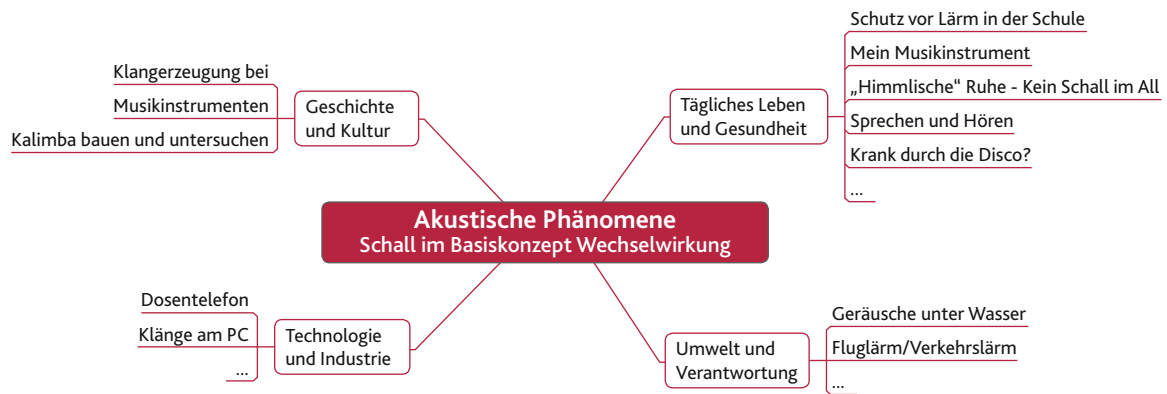 Schutz vor Lärm in der Schule
Mein Musikinstrument
„Himmlische“ Ruhe - Kein Schall im All
Sprechen und Hören
Krank durch die Disco?
...
Tägliches Leben
und Gesundheit
Klangerzeugung bei
Musikinstrumenten
Kalimba bauen und untersuchen
Geschichte
und Kultur
Akustische Phänomene
Schall im Basiskonzept Wechselwirkung
Dosentelefon
Klänge am PC
...
Technologie
und Industrie
Umwelt und
Verantwortung
Geräusche unter Wasser
Fluglärm/Verkehrslärm
...